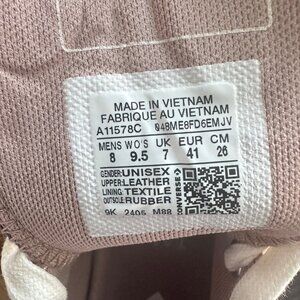 MADE IN VIETNAM
FABRIQUE AU VIETNAM
A11578C 048ME8FD6EMJV
MENS WO'S UK EUR CM
8 9.5 7 41 26
GENDER:UNISEX
UPPER:LEATHER
LINING:TEXTILE
OUTSOLE:RUBBER
CONVERSE
9K 2405 M88